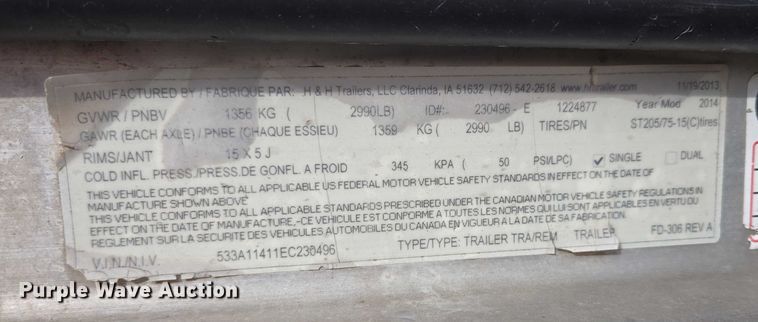 MANUFACTURED BY / FABRIQUE PAR: H & H Trailers, LLC Clarinda, IA 51632 (712) 542-2618 www.hhtrailer.com 11/19/2013
GVWR / PNBV 1356 KG ( 2990LB) ID#:- 230496 - E 1224877 Year Mod 2014
GAWR (EACH AXLE) / PNBE (CHAQUE ESSIEU) 1359 KG ( 2990 LB) TIRES/PN ST205/75-15(C)tires
RIMS/JANT 15 X 5 J
COLD INFL. PRESS./PRESS.DE GONFL. A FROID 345 KPA ( 50 PSI/LPC) ✓ SINGLE DUAL
THIS VEHICLE CONFORMS TO ALL APPLICABLE US FEDERAL MOTOR VEHICLE SAFETY STANDARDS IN EFFECT ON THE DATE OF
MANUFACTURE SHOWN ABOVE
THIS VEHICLE CONFORMS TO ALL APPLICABLE STANDARDS PRESCRIBED UNDER THE CANADIAN MOTOR VEHICLE SAFETY REGULATIONS IN
EFFECT ON THE DATE OF MANUFACTURE,-CE VEHICULE EST CONFORME A TOUTES LES NORMES QUI LUI SONT APPLICABLES EN VERTU DU
REGLEMENT SUR LA SECURITE DES VEHICULES AUTOMOBILES DU CANADA EN VIGUEUR A LA DATE DE SA FABRICATION.
V.I.N./N.I.V. 533A11411EC230496 TYPE/TYPE: TRAILER TRA/REM TRAILER FD-306 REV A
Purple Wave Auction